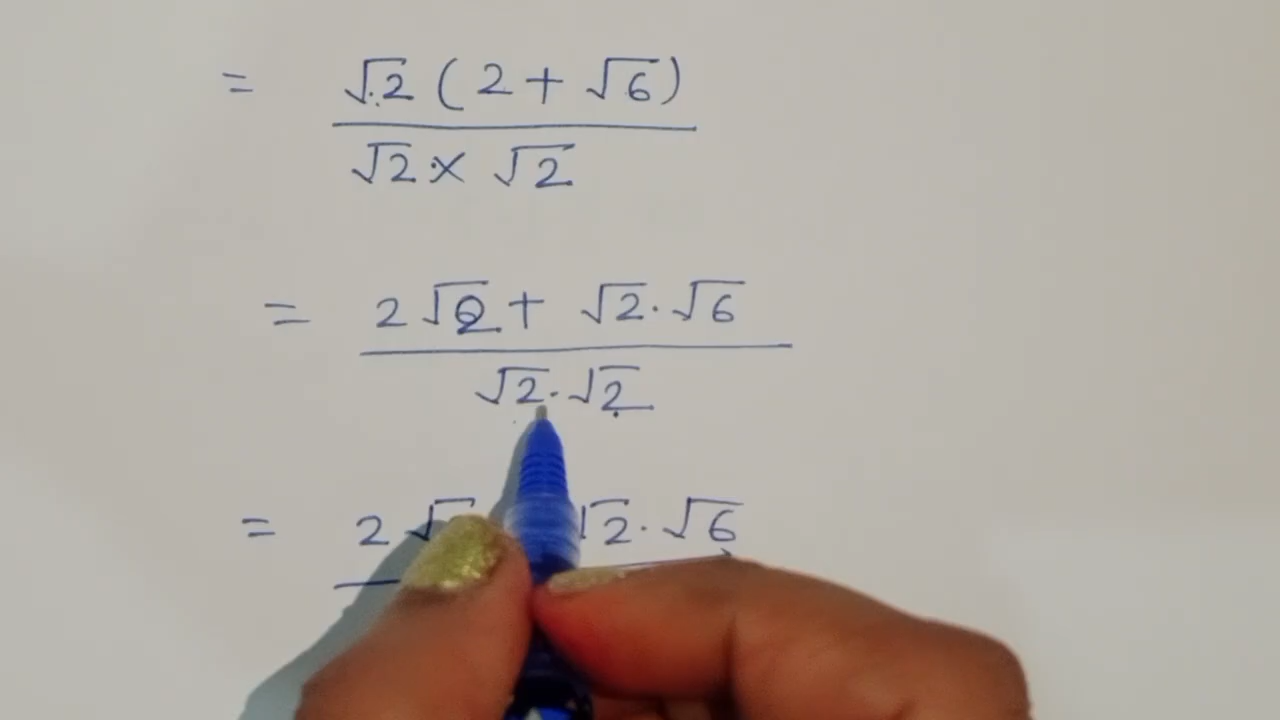 = √2 ( 2 + √6 )
√2 × √2
= 2 √2 + √2 . √6
√2 . √2
= 2 √ √2 . √6